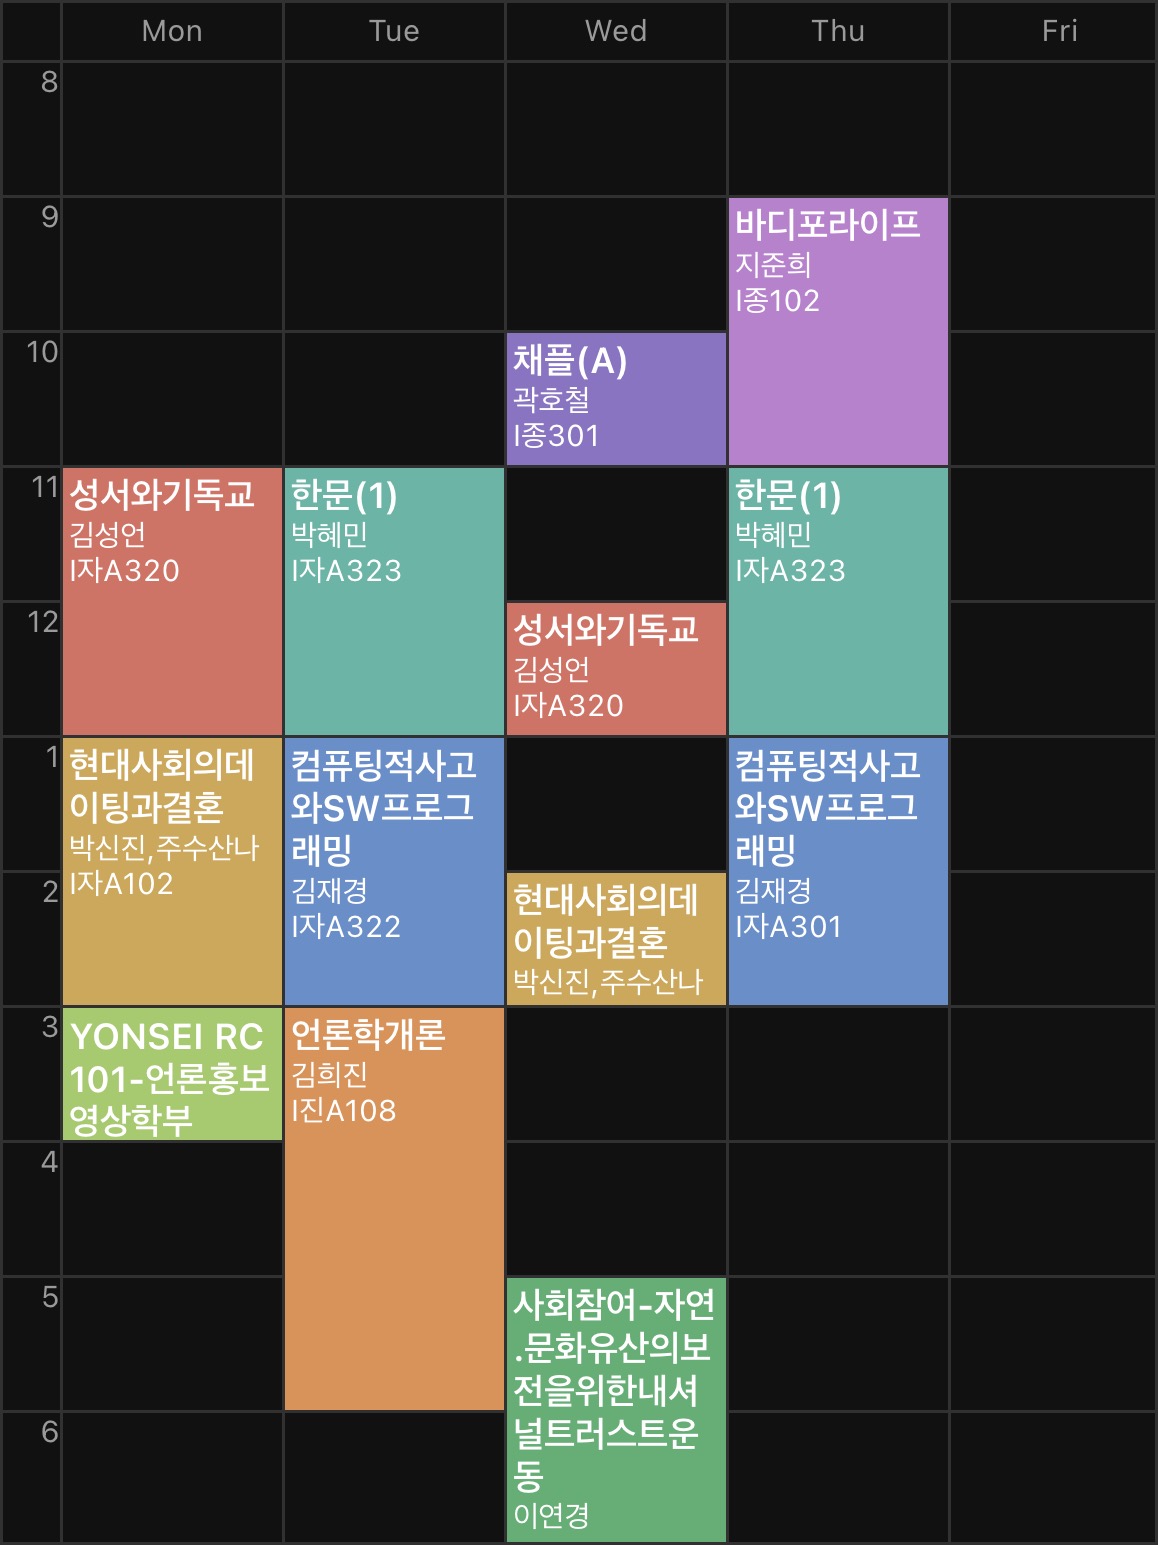 Mon Tue Wed Thu Fri
8
9
바디포라이프
지준희
I종102
10
채플(A)
곽호철
I종301
11
성서와기독교
김성언
I자A320
한문(1)
박혜민
I자A323
한문(1)
박혜민
I자A323
12
성서와기독교
김성언
I자A320
1
현대사회의데
이팅과결혼
박신진,주수산나
I자A102
컴퓨팅적사고
와SW프로그
래밍
김재경
I자A322
컴퓨팅적사고
와SW프로그
래밍
김재경
I자A301
2
현대사회의데
이팅과결혼
박신진,주수산나
3
YONSEI RC
101-언론홍보
영상학부
언론학개론
김희진
I진A108
4
5
사회참여-자연
.문화유산의보
전을위한내셔
널트러스트운
동
이연경
6